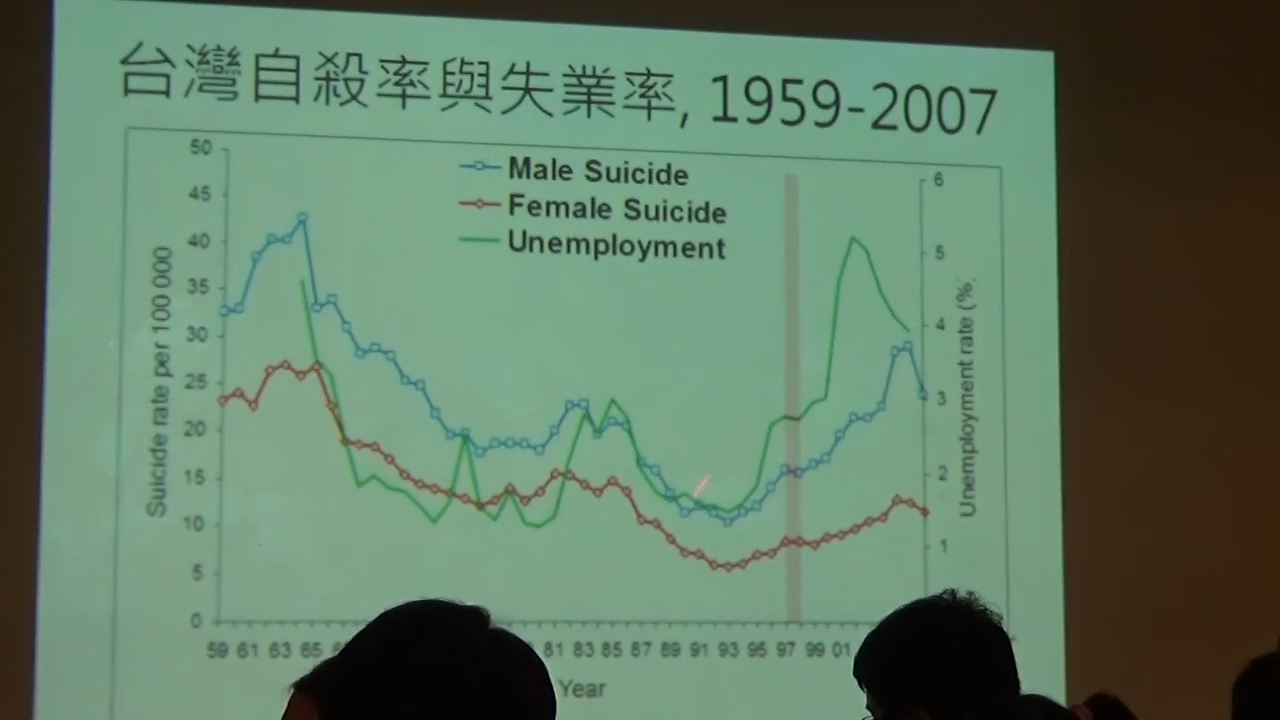 台灣自殺率與失業率, 1959-2007
Male Suicide
Female Suicide
Unemployment
Suicide rate per 100 000
50
45
40
35
30
25
20
15
10
5
0
6
5
4
3
2
1
Unemployment rate (%
59 61 63 65 81 83 85 87 89 91 93 95 97 99 01
Year